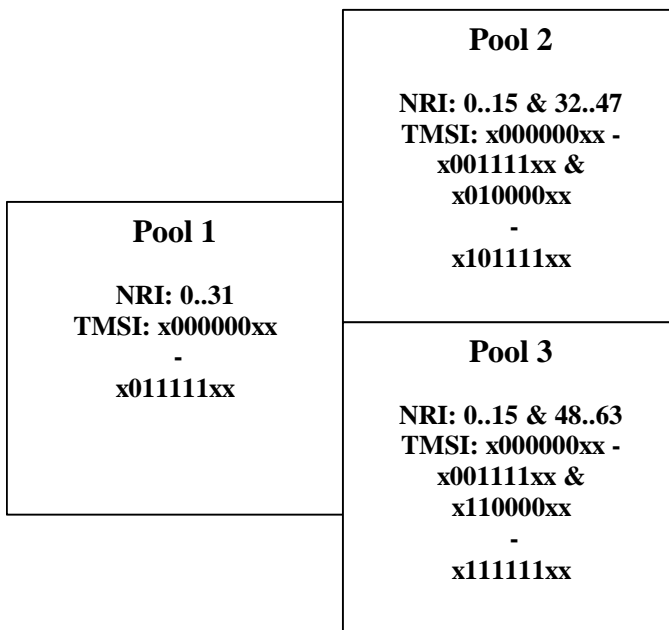 Pool 2
NRI: 0..15 & 32..47
TMSI: x000000xx -
x001111xx &
x010000xx
-
x101111xx
Pool 1
NRI: 0..31
TMSI: x000000xx
-
x011111xx
Pool 3
NRI: 0..15 & 48..63
TMSI: x000000xx -
x001111xx &
x110000xx
-
x111111xx